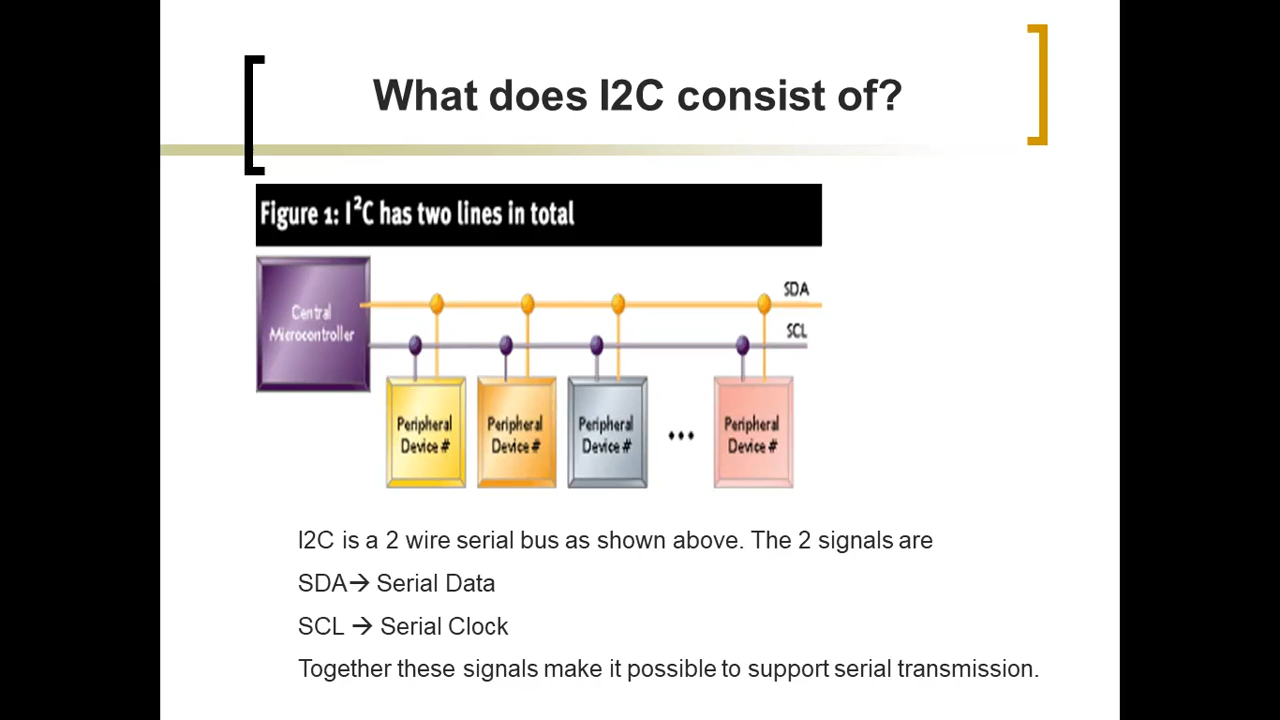 What does I2C consist of?
Figure 1: I²C has two lines in total
SDA
Central
Microcontroller
SCL
Peripheral
Device #
Peripheral
Device #
Peripheral
Device #
...
Peripheral
Device #
I2C is a 2 wire serial bus as shown above. The 2 signals are
SDA→ Serial Data
SCL → Serial Clock
Together these signals make it possible to support serial transmission.